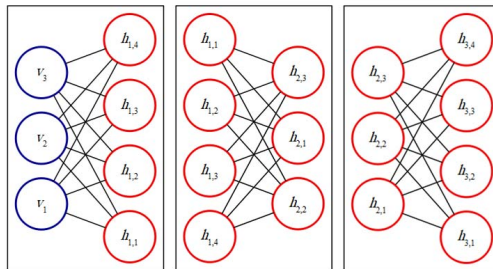 v₃
v₂
v₁
h₁,₄
h₁,₃
h₁,₂
h₁,₁
h₁,₁
h₁,₂
h₁,₃
h₁,₄
h₂,₃
h₂,₁
h₂,₂
h₂,₃
h₂,₂
h₂,₁
h₃,₄
h₃,₃
h₃,₂
h₃,₁